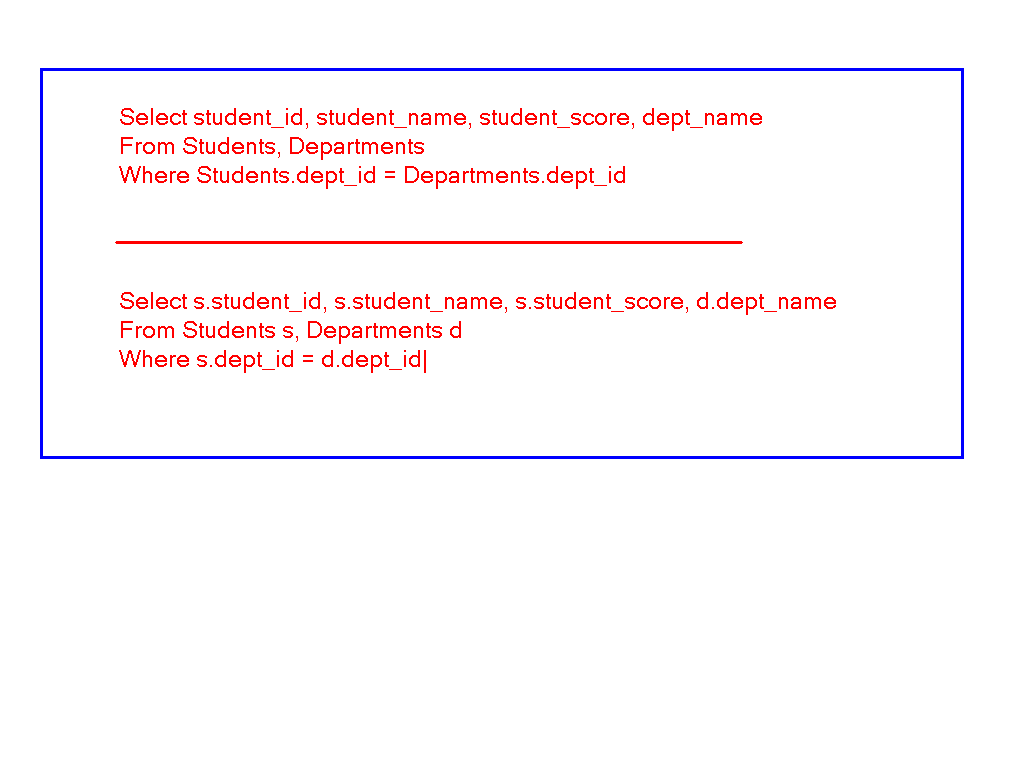 Select student_id, student_name, student_score, dept_name
From Students, Departments
Where Students.dept_id = Departments.dept_id
Select s.student_id, s.student_name, s.student_score, d.dept_name
From Students s, Departments d
Where s.dept_id = d.dept_id|